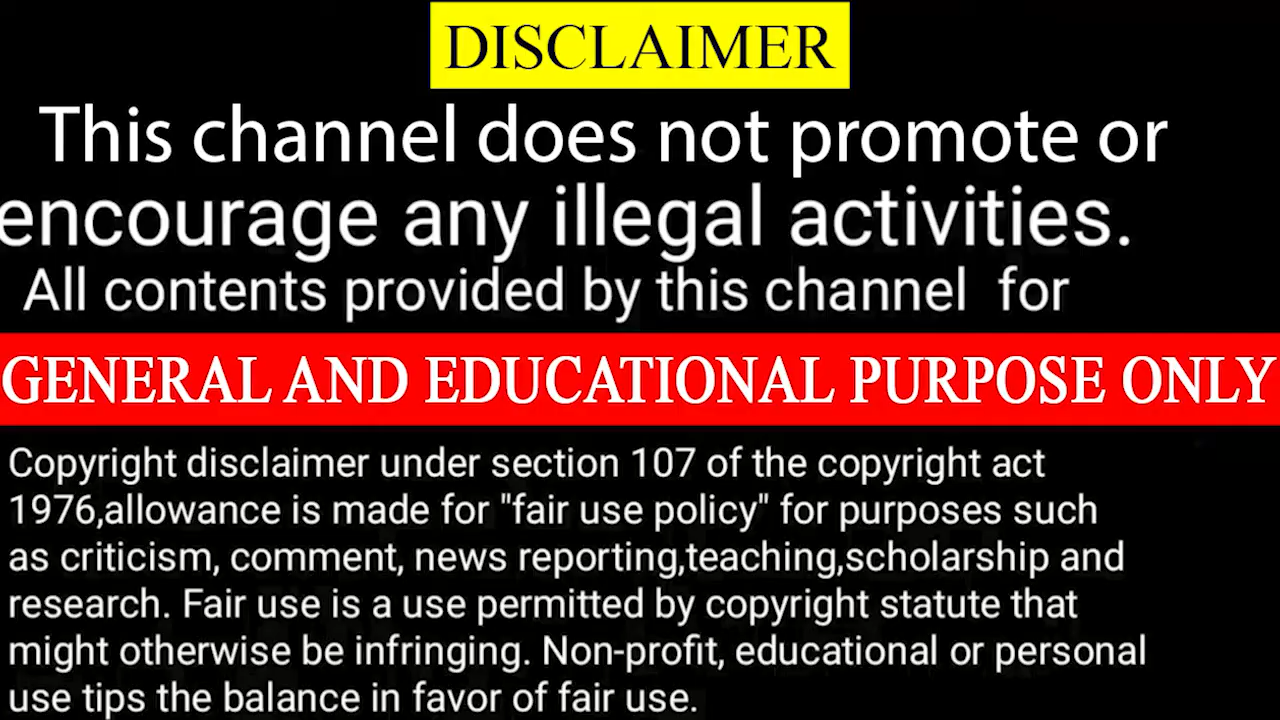 DISCLAIMER
This channel does not promote or
encourage any illegal activities.
All contents provided by this channel for
GENERAL AND EDUCATIONAL PURPOSE ONLY
Copyright disclaimer under section 107 of the copyright act
1976,allowance is made for "fair use policy" for purposes such
as criticism, comment, news reporting,teaching,scholarship and
research. Fair use is a use permitted by copyright statute that
might otherwise be infringing. Non-profit, educational or personal
use tips the balance in favor of fair use.